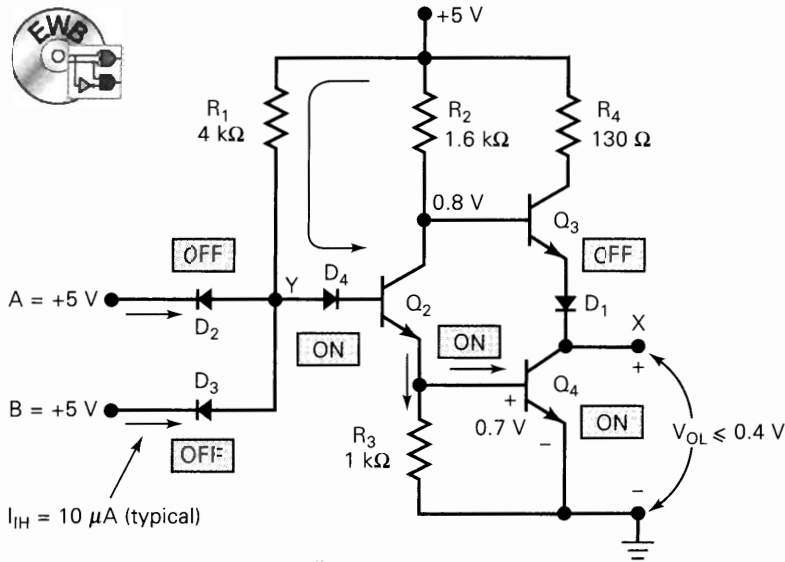 EWB
+5 V
R1
4 kΩ
R2
1.6 kΩ
R4
130 Ω
0.8 V
Q3
OFF
OFF
A = +5 V
D2
Y
D4
Q2
ON
ON
D1
X
+
D3
B = +5 V
OFF
R3
1 kΩ
+
0.7 V
–
Q4
ON
VOL ⩽ 0.4 V
–
IIH = 10 μA (typical)